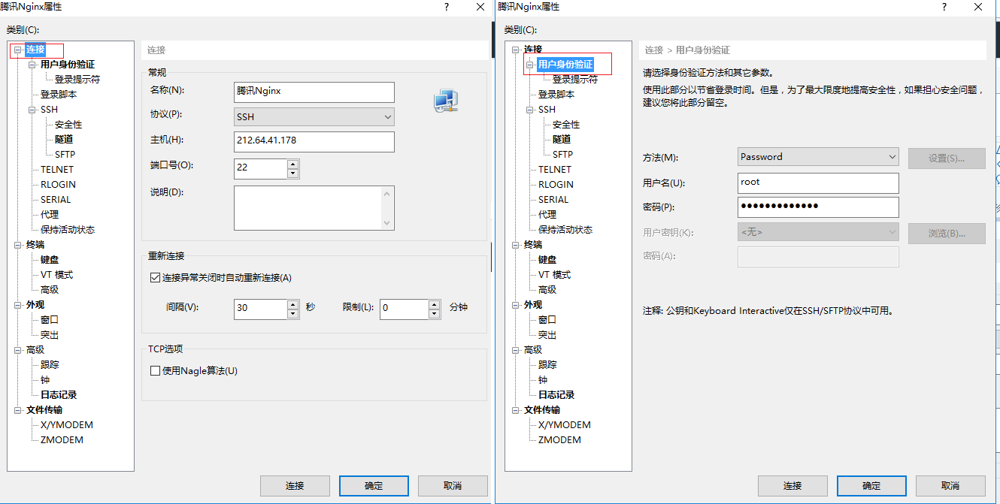 腾讯Nginx属性
?
类别(C):
连接
用户身份验证
登录提示符
登录脚本
SSH
安全性
隧道
SFTP
TELNET
RLOGIN
SERIAL
代理
保持活动状态
终端
键盘
VT 模式
高级
外观
窗口
突出
高级
跟踪
钟
日志记录
文件传输
X/YMODEM
ZMODEM
连接
常规
名称(N): 腾讯Nginx
协议(P): SSH
主机(H): 212.64.41.178
端口号(O): 22
说明(D):
重新连接
连接异常关闭时自动重新连接(A)
间隔(V): 30 秒 限制(L): 0 分钟
TCP选项
使用Nagle算法(U)
连接 确定 取消
腾讯Nginx属性
?
类别(C):
连接
用户身份验证
登录提示符
登录脚本
SSH
安全性
隧道
SFTP
TELNET
RLOGIN
SERIAL
代理
保持活动状态
终端
键盘
VT 模式
高级
外观
窗口
突出
高级
跟踪
钟
日志记录
文件传输
X/YMODEM
ZMODEM
连接 > 用户身份验证
请选择身份验证方法和其它参数。
使用此部分以节省登录时间。但是，为了最大限度地提高安全性，如果担心安全问题，
建议您将此部分留空。
方法(M): Password 设置(S)...
用户名(U): root
密码(P): ●●●●●●●●●●●●●
用户密钥(K): <无> 浏览(B)...
密码(A):
注释: 公钥和Keyboard Interactive仅在SSH/SFTP协议中可用。
连接 确定 取消